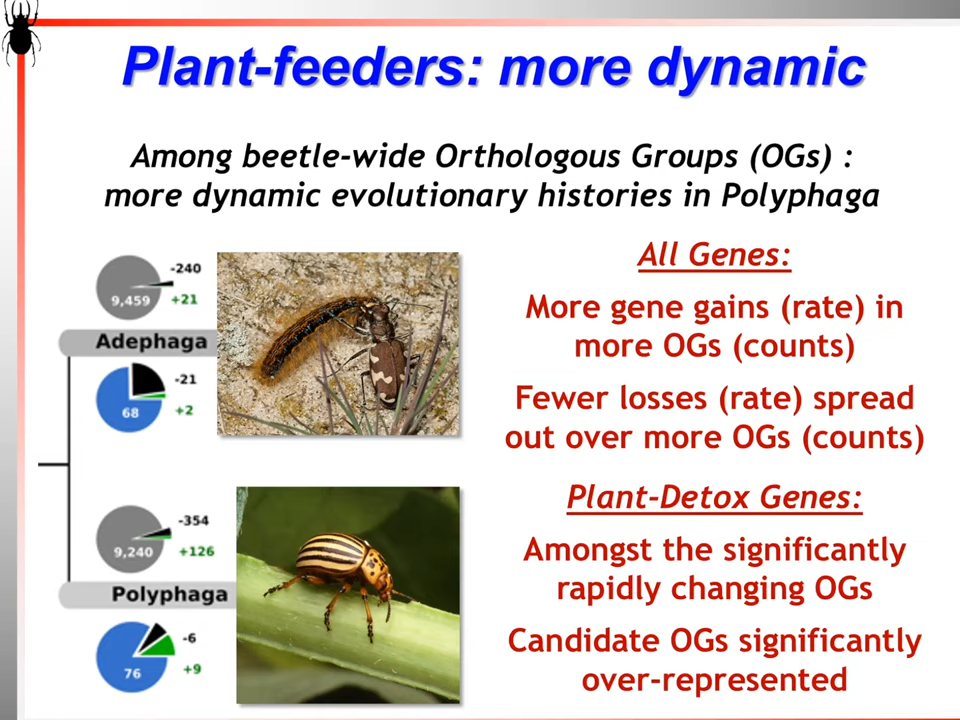 Plant-feeders: more dynamic
Among beetle-wide Orthologous Groups (OGs) :
more dynamic evolutionary histories in Polyphaga
-240
9,459
+21
Adephaga
-21
68
+2
-354
9,240
+126
Polyphaga
-6
76
+9
All Genes:
More gene gains (rate) in
more OGs (counts)
Fewer losses (rate) spread
out over more OGs (counts)
Plant-Detox Genes:
Amongst the significantly
rapidly changing OGs
Candidate OGs significantly
over-represented